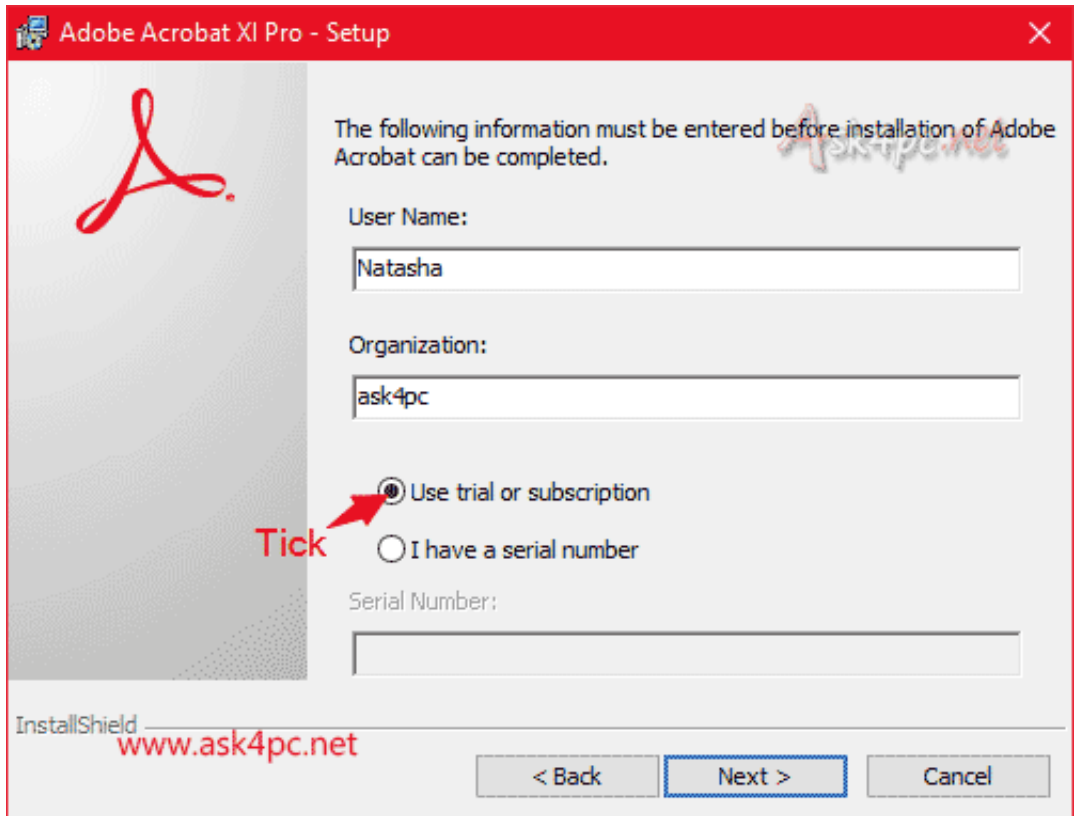 Adobe Acrobat XI Pro - Setup
The following information must be entered before installation of Adobe
Acrobat can be completed.
Ask4pc.net
User Name:
Natasha
Organization:
ask4pc
Use trial or subscription
Tick
I have a serial number
Serial Number:
InstallShield
www.ask4pc.net
< Back
Next >
Cancel